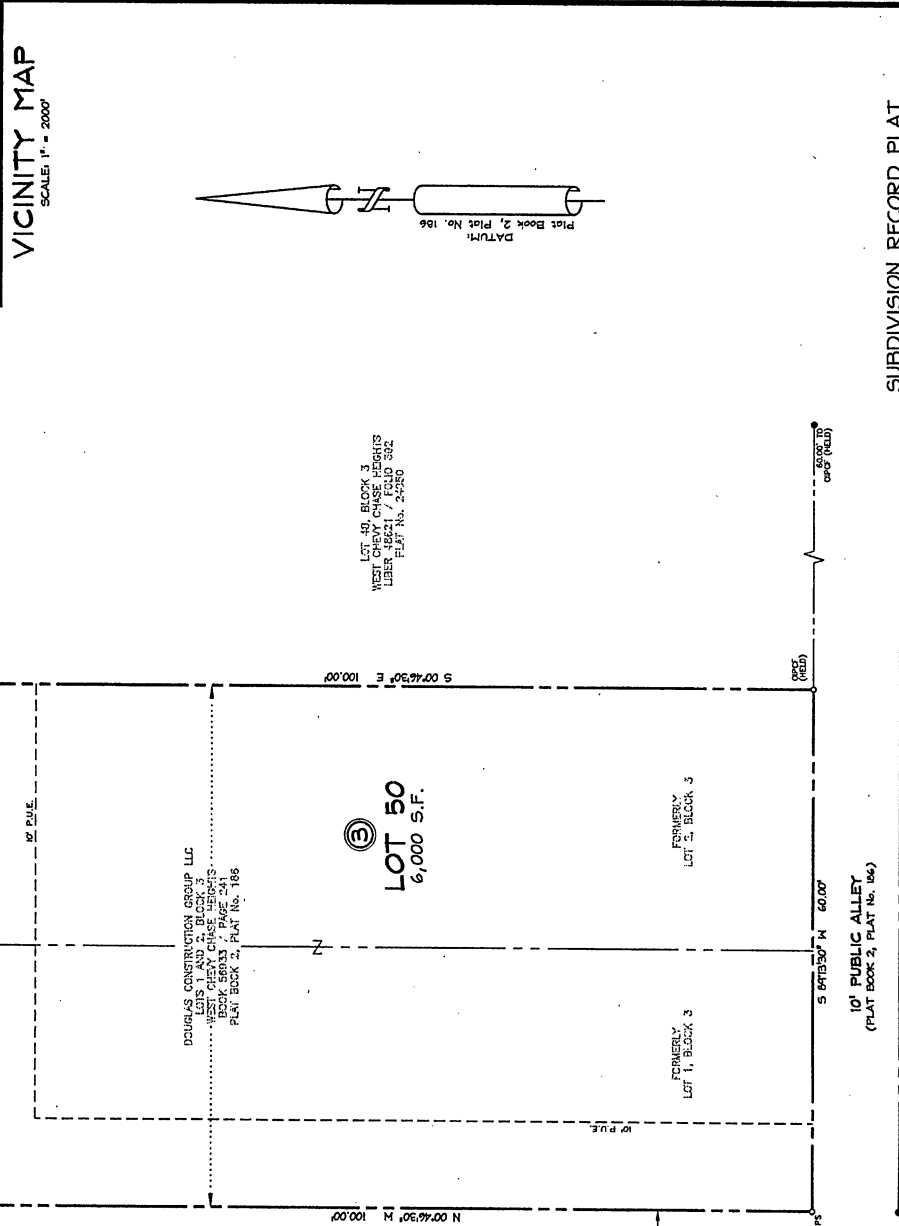 VICINITY MAP
SCALE: 1" = 2000'
DATUM:
Plat Book 2, Plat No. 186
SUBDIVISION RECORD PLAT
LOT 49, BLOCK 3
WEST CHEVY CHASE HEIGHTS
LIBER 48621 / FOLIO 392
PLAT No.
60.00' TO
(HELD)
(HELD)
S 00°46'30" E 100.00'
10' P.U.E.
DOUGLAS CONSTRUCTION GROUP LLC
LOTS 1 AND 2, BLOCK 3
WEST CHEVY CHASE HEIGHTS
BOOK 56033 / PAGE 241
PLAT BOOK 2, PLAT No. 186
3
LOT 50
6,000 S.F.
FORMERLY
LOT 2, BLOCK 3
FORMERLY
LOT 1, BLOCK 3
10' P.U.E.
S 89°13'30" W 60.00'
10' PUBLIC ALLEY
(PLAT BOOK 2, PLAT No. 186)
N 00°46'30" W 100.00'
PS